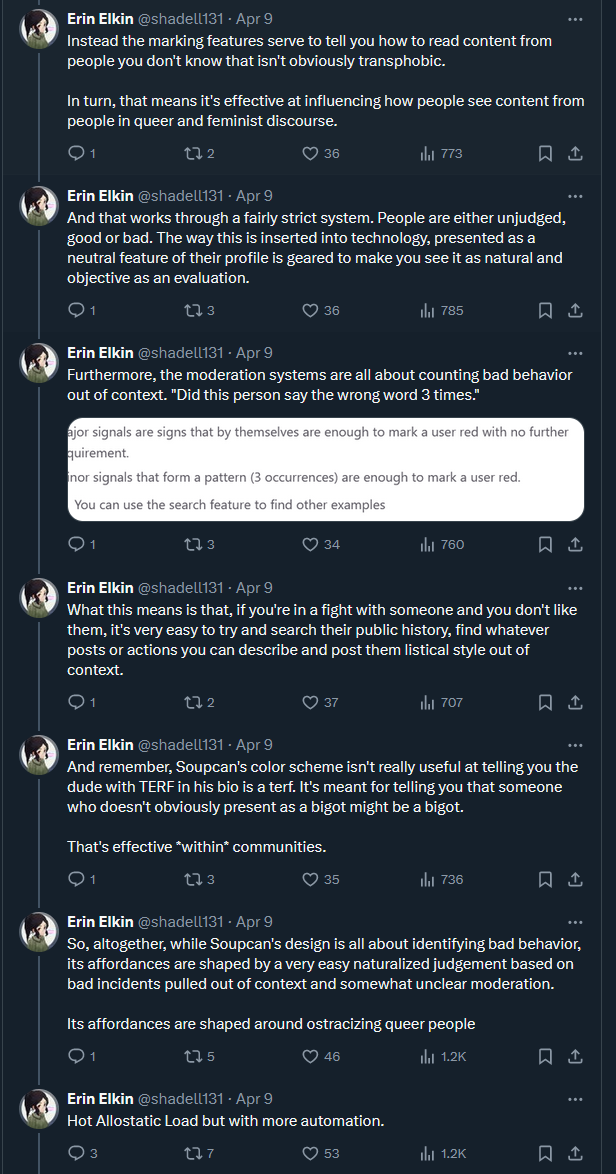 Erin Elkin @shadell131 · Apr 9
Instead the marking features serve to tell you how to read content from
people you don't know that isn't obviously transphobic.
In turn, that means it's effective at influencing how people see content from
people in queer and feminist discourse.
1 2 36 773
Erin Elkin @shadell131 · Apr 9
And that works through a fairly strict system. People are either unjudged,
good or bad. The way this is inserted into technology, presented as a
neutral feature of their profile is geared to make you see it as natural and
objective as an evaluation.
1 3 36 785
Erin Elkin @shadell131 · Apr 9
Furthermore, the moderation systems are all about counting bad behavior
out of context. "Did this person say the wrong word 3 times."
ajor signals are signs that by themselves are enough to mark a user red with no further
quirement.
inor signals that form a pattern (3 occurrences) are enough to mark a user red.
You can use the search feature to find other examples
1 3 34 760
Erin Elkin @shadell131 · Apr 9
What this means is that, if you're in a fight with someone and you don't like
them, it's very easy to try and search their public history, find whatever
posts or actions you can describe and post them listical style out of
context.
1 2 37 707
Erin Elkin @shadell131 · Apr 9
And remember, Soupcan's color scheme isn't really useful at telling you the
dude with TERF in his bio is a terf. It's meant for telling you that someone
who doesn't obviously present as a bigot might be a bigot.
That's effective *within* communities.
1 3 35 736
Erin Elkin @shadell131 · Apr 9
So, altogether, while Soupcan's design is all about identifying bad behavior,
its affordances are shaped by a very easy naturalized judgement based on
bad incidents pulled out of context and somewhat unclear moderation.
Its affordances are shaped around ostracizing queer people
1 5 46 1.2K
Erin Elkin @shadell131 · Apr 9
Hot Allostatic Load but with more automation.
3 7 53 1.2K